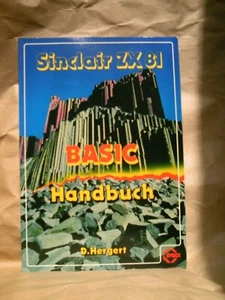 Sinclair ZX 81
BASIC
Handbuch
D. Hergert